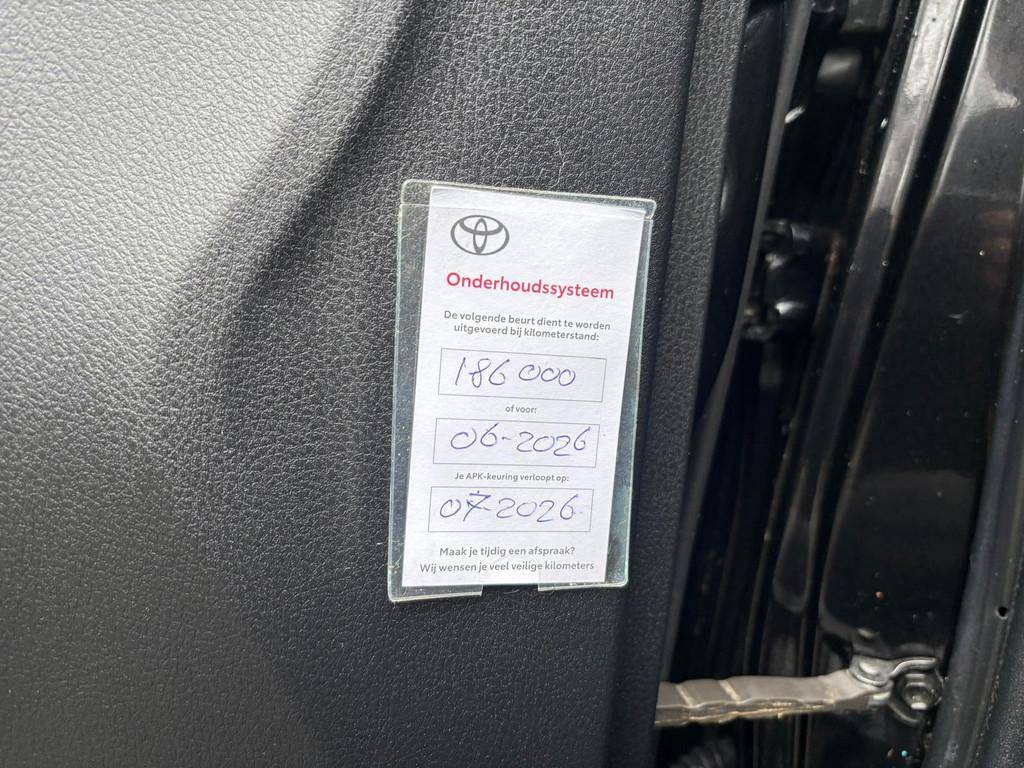 Onderhoudssysteem
De volgende beurt dient te worden
uitgevoerd bij kilometerstand:
186 000
of voor:
06-2026
Je APK-keuring verloopt op:
07-2026
Maak je tijdig een afspraak?
Wij wensen je veel veilige kilometers